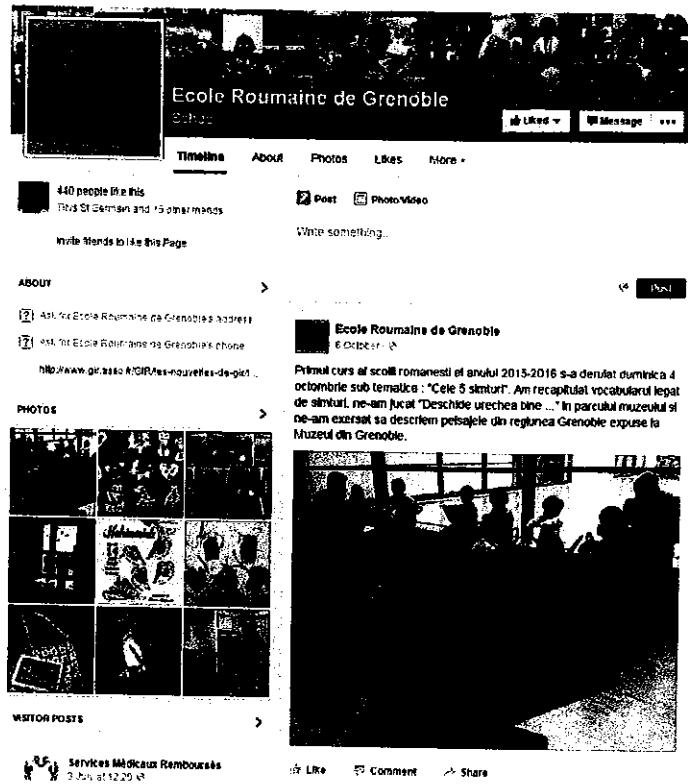 Ecole Roumaine de Grenoble
School
Liked
Message
Timeline About Photos Likes More
440 people like this
and 15 other friends
Invite friends to like this Page
Post Photo/Video
Write something...
Post
ABOUT
Ask for Ecole Roumaine de Grenoble's address
Ask for Ecole Roumaine de Grenoble's phone
PHOTOS
VISITOR POSTS
Services Médicaux Remboursés
Ecole Roumaine de Grenoble
6 October
Primul curs al scolii romanesti el anului 2015-2016 s-a derulat duminica 4
octombrie sub tematica : "Cele 5 simturi". Am recapitulat vocabularul legat
de simturi, ne-am jucat "Deschide urechea bine ..." in parcului muzeului si
ne-am exersat sa descriem peisajele din regiunea Grenoble expuse la
Muzeul din Grenoble.
Like Comment Share